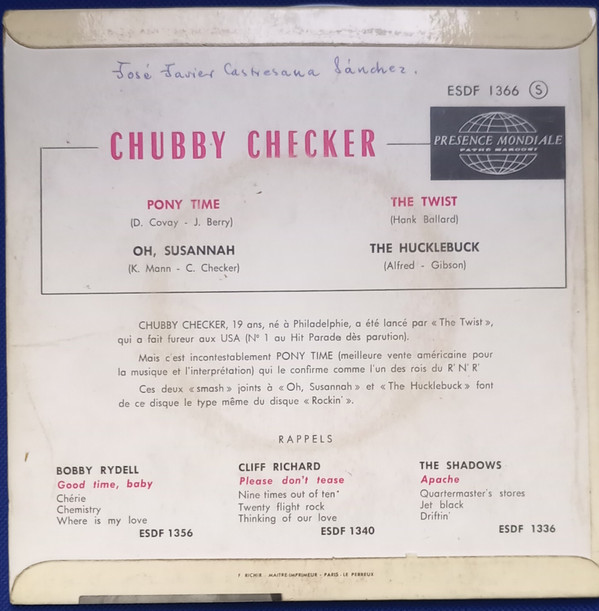 José Javier Castresana Sánchez.
ESDF 1366 S
CHUBBY CHECKER
PRESENCE MONDIALE
PATHE MARCONI
PONY TIME
(D. Covay - J. Berry)
THE TWIST
(Hank Ballard)
OH, SUSANNAH
(K. Mann - C. Checker)
THE HUCKLEBUCK
(Alfred - Gibson)
CHUBBY CHECKER, 19 ans, né à Philadelphie, a été lancé par « The Twist »,
qui a fait fureur aux USA (N° 1 au Hit Parade dès parution).
Mais c'est incontestablement PONY TIME (meilleure vente américaine pour
la musique et l'interprétation) qui le confirme comme l'un des rois du R' N' R'
Ces deux « smash » joints à « Oh, Susannah » et « The Hucklebuck » font
de ce disque le type même du disque « Rockin' ».
RAPPELS
BOBBY RYDELL
Good time, baby
Chérie
Chemistry
Where is my love
ESDF 1356
CLIFF RICHARD
Please don't tease
Nine times out of ten
Twenty flight rock
Thinking of our love
ESDF 1340
THE SHADOWS
Apache
Quartermaster's stores
Jet black
Driftin'
ESDF 1336
F. RICHIR MAITRE-IMPRIMEUR - PARIS - LE PERREUX